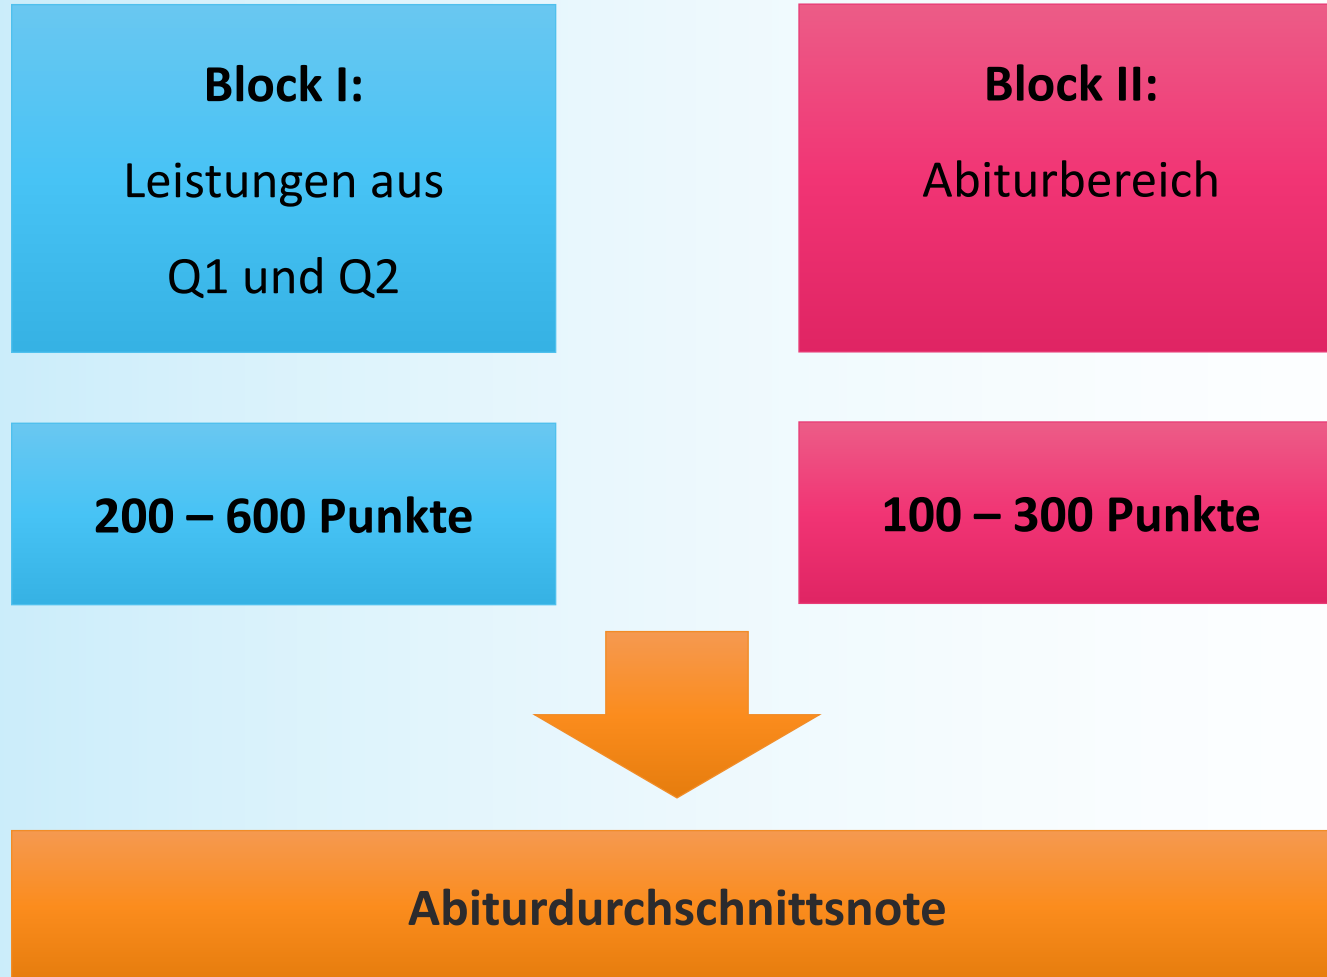 Block I:
Leistungen aus
Q1 und Q2
Block II:
Abiturbereich
200 – 600 Punkte
100 – 300 Punkte
Abiturdurchschnittsnote